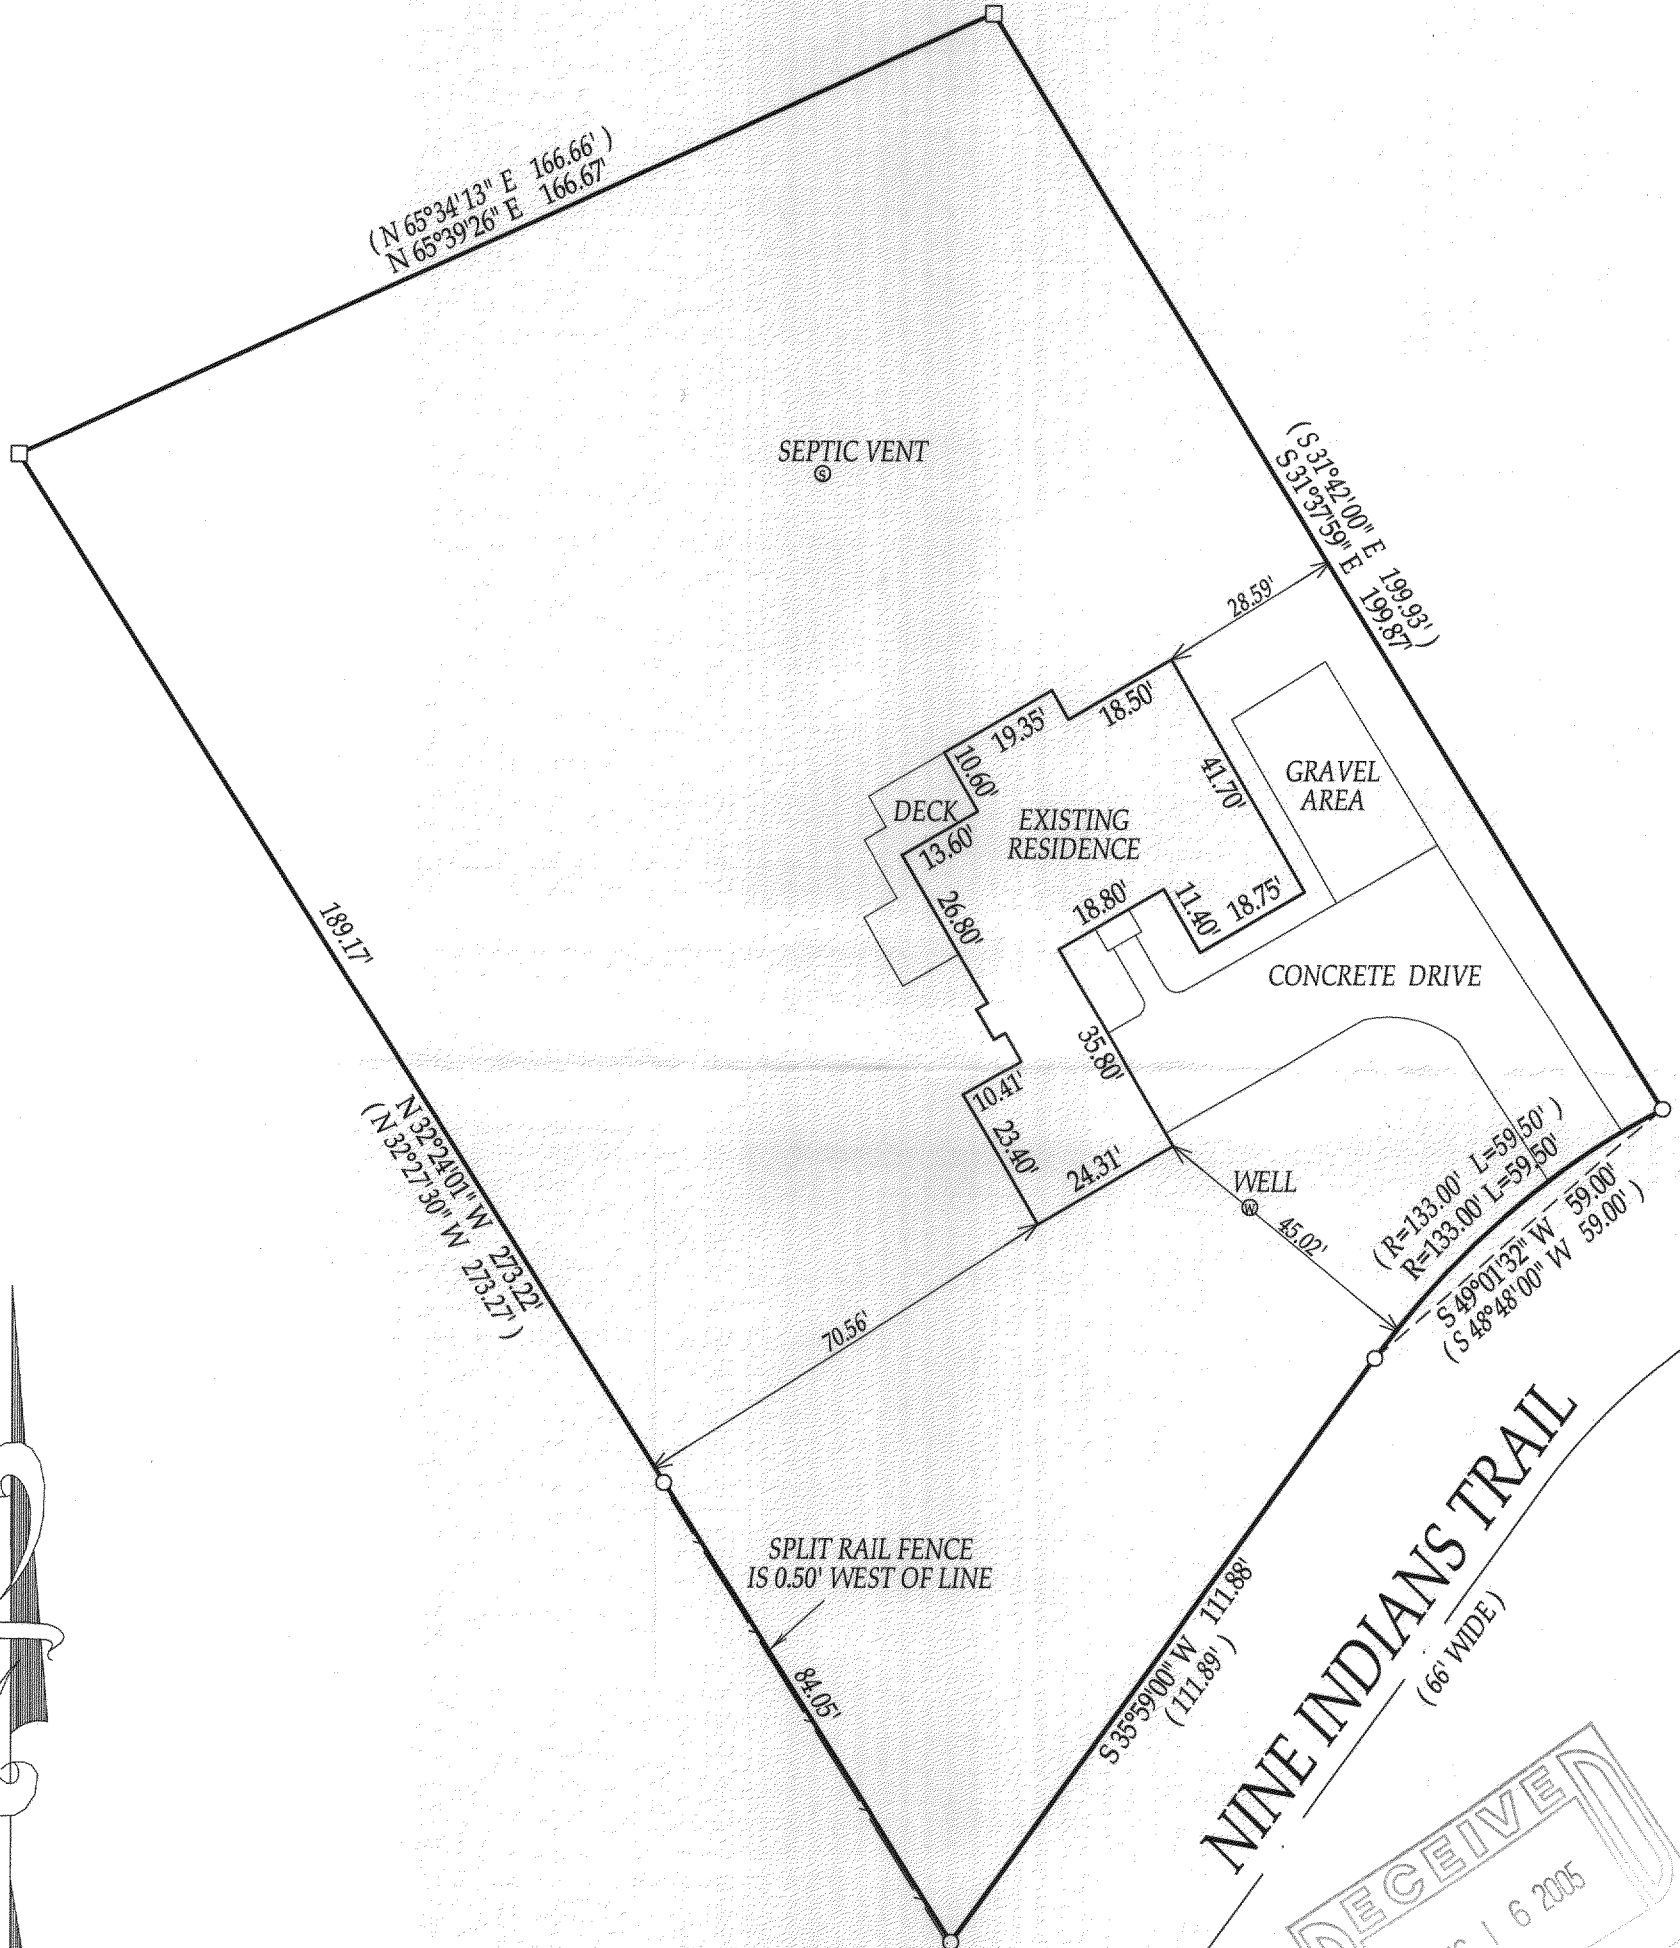 ( N 65°34'13" E 166.66' )
N 65°39'26" E 166.67'
SEPTIC VENT
S
( S 31°42'00" E 199.93' )
S 31°37'59" E 199.87'
28.59'
18.50'
19.35'
10.60'
41.70'
GRAVEL
AREA
DECK
EXISTING
RESIDENCE
13.60'
26.80'
18.80'
11.40'
18.75'
189.17'
CONCRETE DRIVE
35.80'
10.41'
23.40'
24.31'
N 32°24'01" W 273.22'
( N 32°27'30" W 273.27' )
WELL
W
45.02'
( R=133.00' L=59.50' )
R=133.00' L=59.50'
S 49°01'32" W 59.00'
( S 48°48'00" W 59.00' )
70.56'
SPLIT RAIL FENCE
IS 0.50' WEST OF LINE
84.05'
S 35°59'00" W 111.88'
( 111.89' )
NINE INDIANS TRAIL
( 66' WIDE )
ECEIVE
6 2005